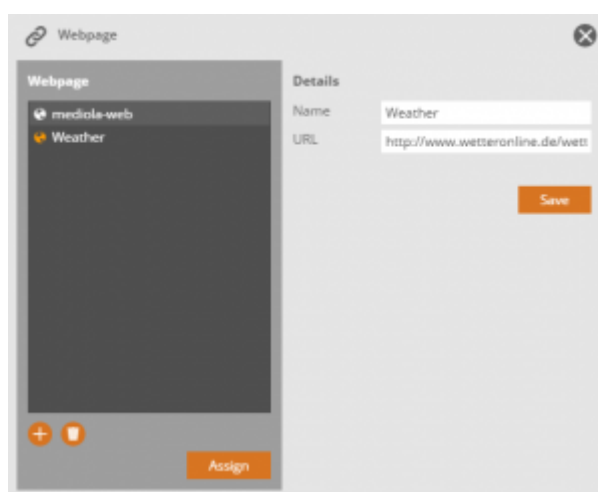 Webpage
Webpage
mediola-web
Weather
Assign
Details
Name Weather
URL http://www.wetteronline.de/wett
Save